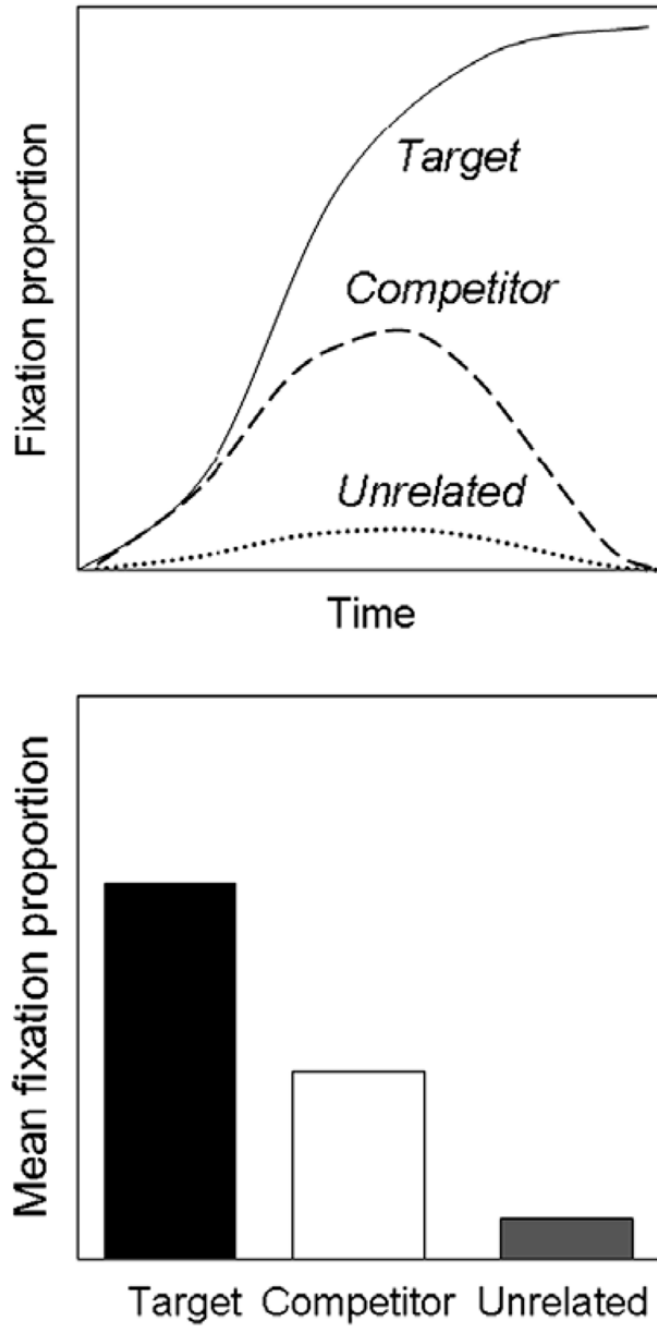 Fixation proportion
Target
Competitor
Unrelated
Time
Mean fixation proportion
Target Competitor Unrelated